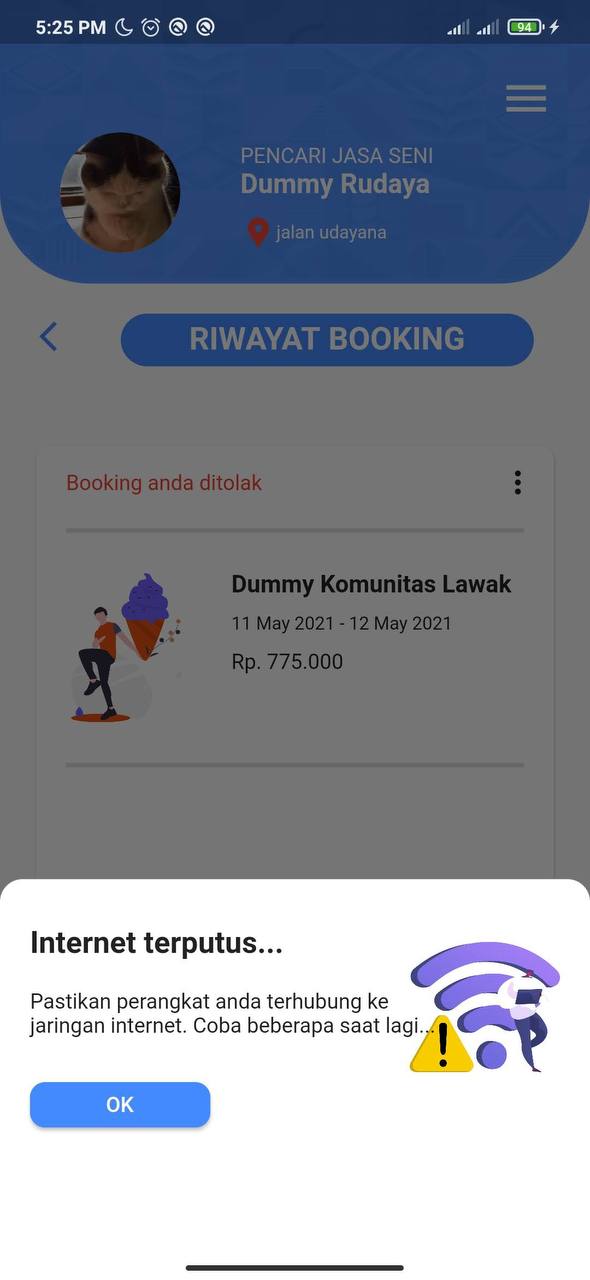 5:25 PM
94
PENCARI JASA SENI
Dummy Rudaya
jalan udayana
RIWAYAT BOOKING
Booking anda ditolak
Dummy Komunitas Lawak
11 May 2021 - 12 May 2021
Rp. 775.000
Internet terputus...
Pastikan perangkat anda terhubung ke
jaringan internet. Coba beberapa saat lagi...
OK